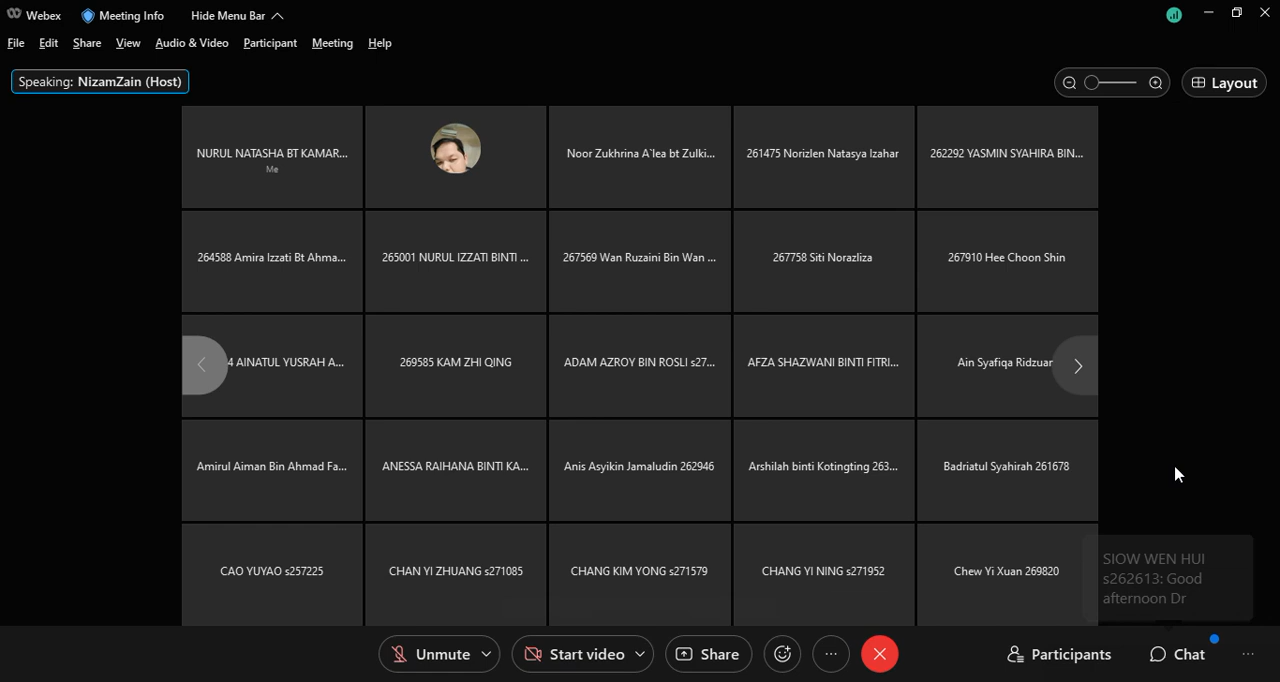 Webex Meeting Info Hide Menu Bar
File Edit Share View Audio & Video Participant Meeting Help
Speaking: NizamZain (Host)
Layout
NURUL NATASHA BT KAMAR...
Me
Noor Zukhrina A`lea bt Zulki...
261475 Norizlen Natasya Izahar
262292 YASMIN SYAHIRA BIN...
264588 Amira Izzati Bt Ahma...
265001 NURUL IZZATI BINTI ...
267569 Wan Ruzaini Bin Wan ...
267758 Siti Norazliza
267910 Hee Choon Shin
4 AINATUL YUSRAH A...
269585 KAM ZHI QING
ADAM AZROY BIN ROSLI s27...
AFZA SHAZWANI BINTI FITRI...
Ain Syafiqa Ridzuan
Amirul Aiman Bin Ahmad Fa...
ANESSA RAIHANA BINTI KA...
Anis Asyikin Jamaludin 262946
Arshilah binti Kotingting 263...
Badriatul Syahirah 261678
CAO YUYAO s257225
CHAN YI ZHUANG s271085
CHANG KIM YONG s271579
CHANG YI NING s271952
Chew Yi Xuan 269820
SIOW WEN HUI
s262613: Good
afternoon Dr
Unmute Start video Share Participants Chat